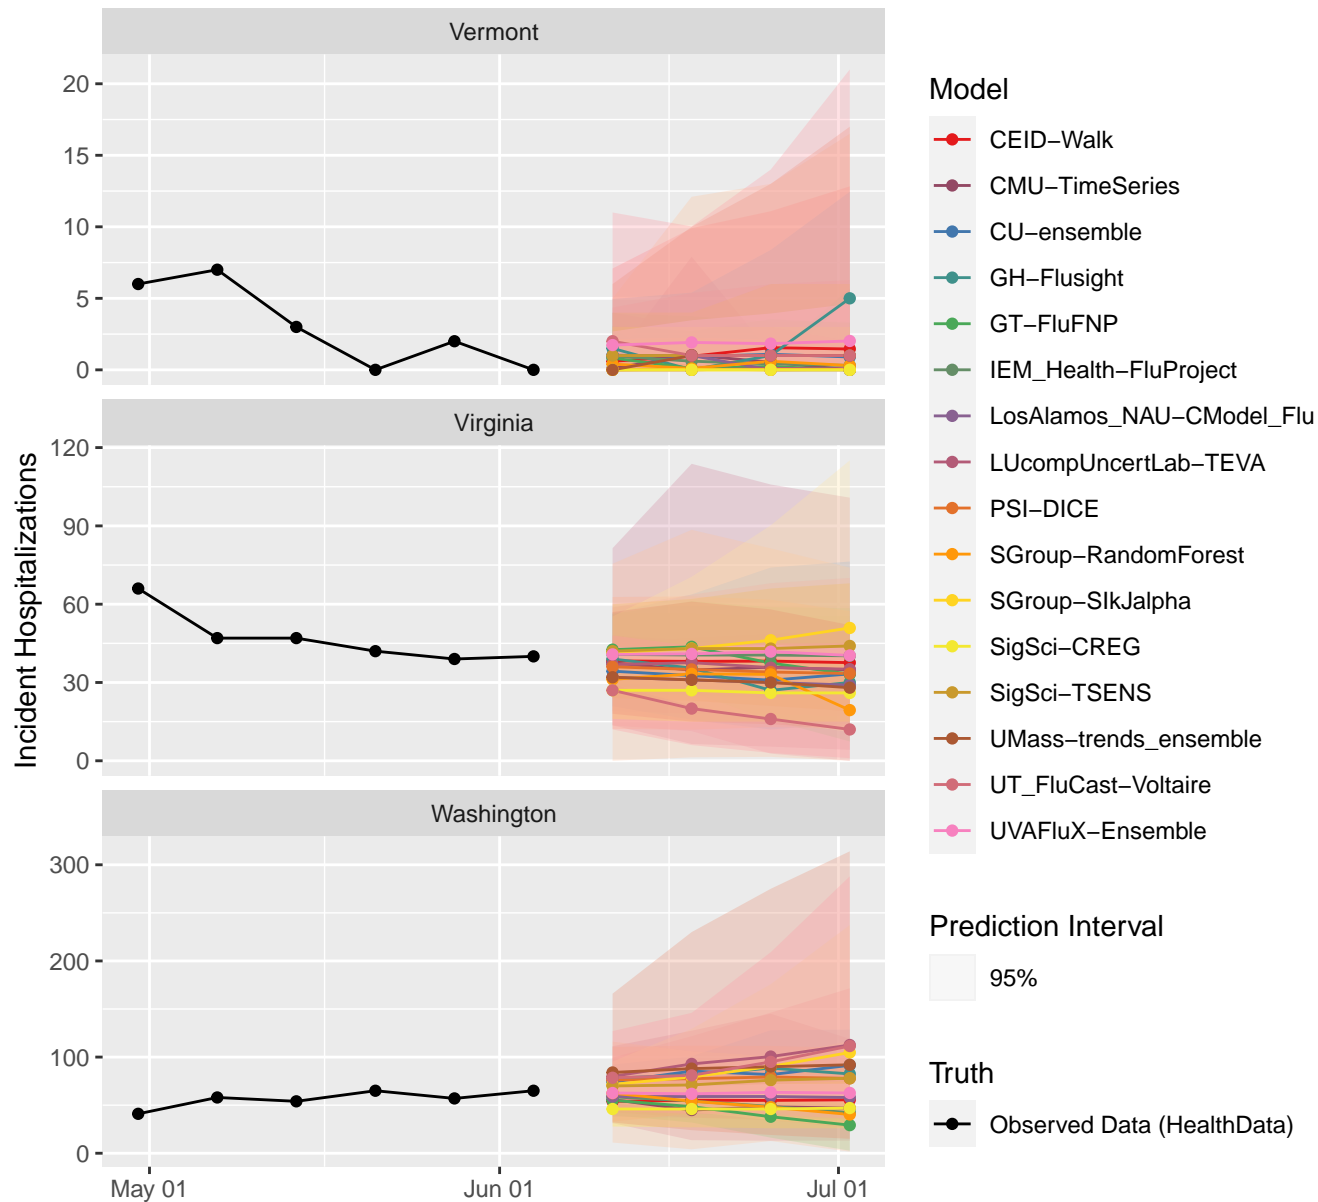 Vermont
20
15
10
5
0
Virginia
120
90
60
30
0
Washington
300
200
100
0
May 01
Jun 01
Jul 01
Incident Hospitalizations
Model
CEID−Walk
CMU−TimeSeries
CU−ensemble
GH−Flusight
GT−FluFNP
IEM_Health−FluProject
LosAlamos_NAU−CModel_Flu
LUcompUncertLab−TEVA
PSI−DICE
SGroup−RandomForest
SGroup−SIkJalpha
SigSci−CREG
SigSci−TSENS
UMass−trends_ensemble
UT_FluCast−Voltaire
UVAFluX−Ensemble
Prediction Interval
95%
Truth
Observed Data (HealthData)